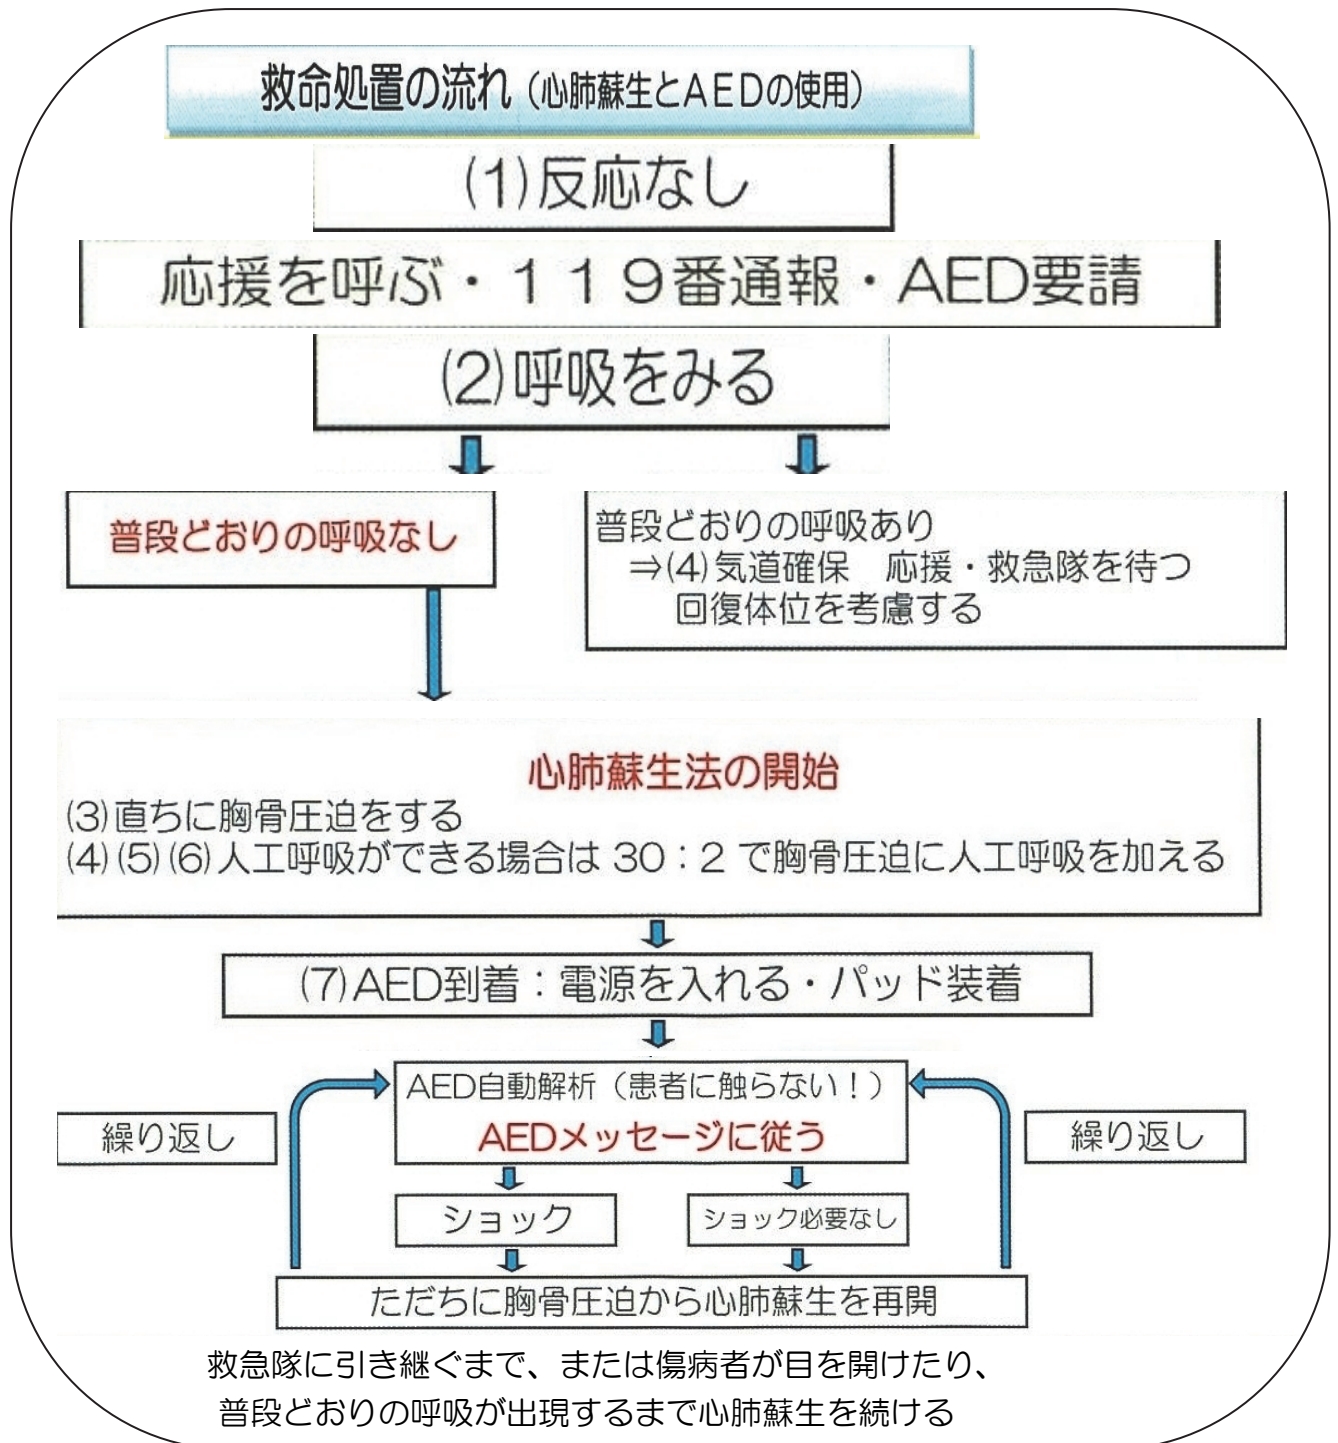 救命処置の流れ（心肺蘇生とAEDの使用）
(1)反応なし
応援を呼ぶ・１１９番通報・AED要請
(2)呼吸をみる
普段どおりの呼吸なし
普段どおりの呼吸あり
⇒(4)気道確保　応援・救急隊を待つ
回復体位を考慮する
心肺蘇生法の開始
(3)直ちに胸骨圧迫をする
(4)(5)(6)人工呼吸ができる場合は 30：2 で胸骨圧迫に人工呼吸を加える
(7)AED到着：電源を入れる・パッド装着
AED自動解析（患者に触らない！）
AEDメッセージに従う
繰り返し
繰り返し
ショック
ショック必要なし
ただちに胸骨圧迫から心肺蘇生を再開
救急隊に引き継ぐまで、または傷病者が目を開けたり、
普段どおりの呼吸が出現するまで心肺蘇生を続ける